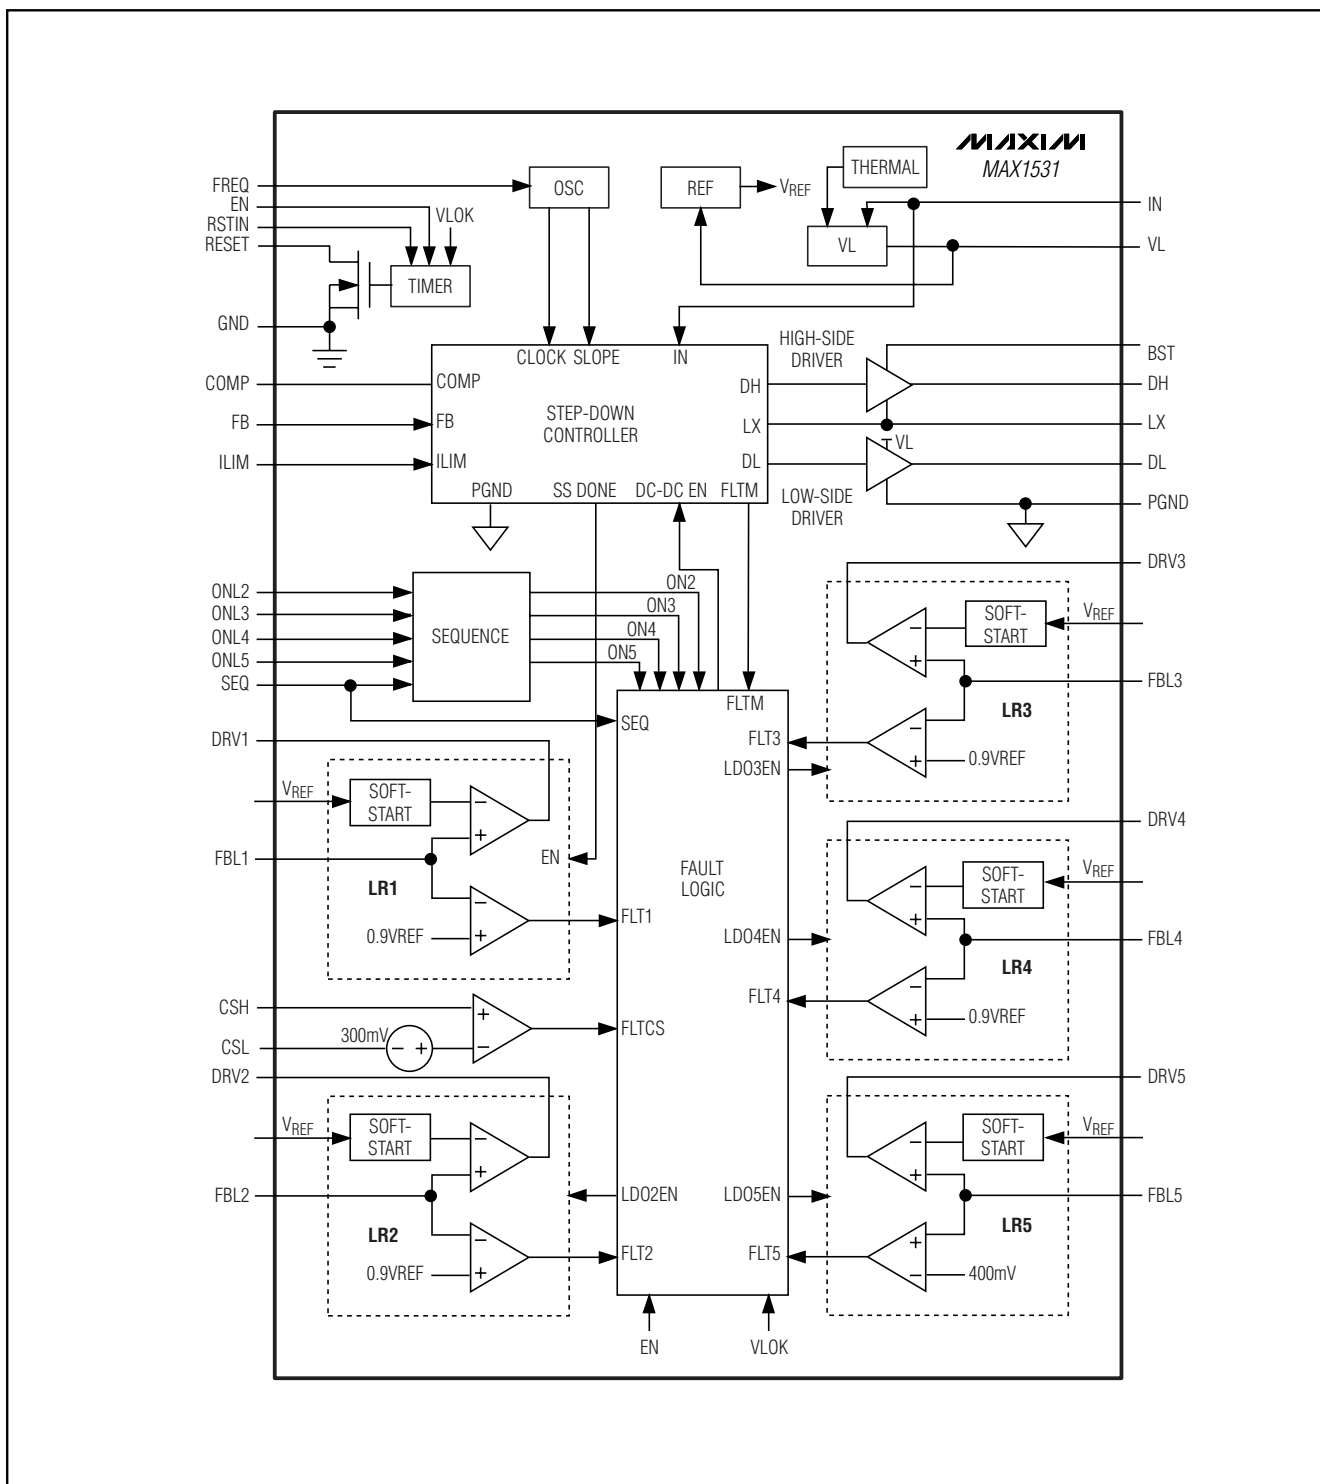 MAXIM
MAX1531
THERMAL
FREQ
OSC
REF
VREF
IN
EN
RSTIN
VLOK
RESET
VL
VL
TIMER
GND
HIGH-SIDE
DRIVER
BST
CLOCK SLOPE
IN
COMP
COMP
DH
DH
FB
FB
STEP-DOWN
CONTROLLER
LX
LX
VL
ILIM
ILIM
DL
DL
PGND
SS DONE
DC-DC EN
FLTM
LOW-SIDE
DRIVER
PGND
DRV3
ONL2
ON2
ONL3
ON3
ONL4
SEQUENCE
ON4
ONL5
ON5
SEQ
SOFT-
START
VREF
−
+
FBL3
LR3
FLTM
SEQ
FLT3
−
+
0.9VREF
LDO3EN
DRV1
VREF
SOFT-
START
−
+
FBL1
EN
LR1
−
0.9VREF
+
FLT1
FAULT
LOGIC
DRV4
SOFT-
START
VREF
−
+
LDO4EN
FBL4
LR4
FLT4
−
+
0.9VREF
CSH
+
300mV
CSL
− +
−
FLTCS
DRV2
VREF
SOFT-
START
−
+
FBL2
LDO2EN
LR2
−
0.9VREF
+
FLT2
DRV5
SOFT-
START
VREF
−
+
LDO5EN
FBL5
LR5
FLT5
+
−
400mV
EN
VLOK